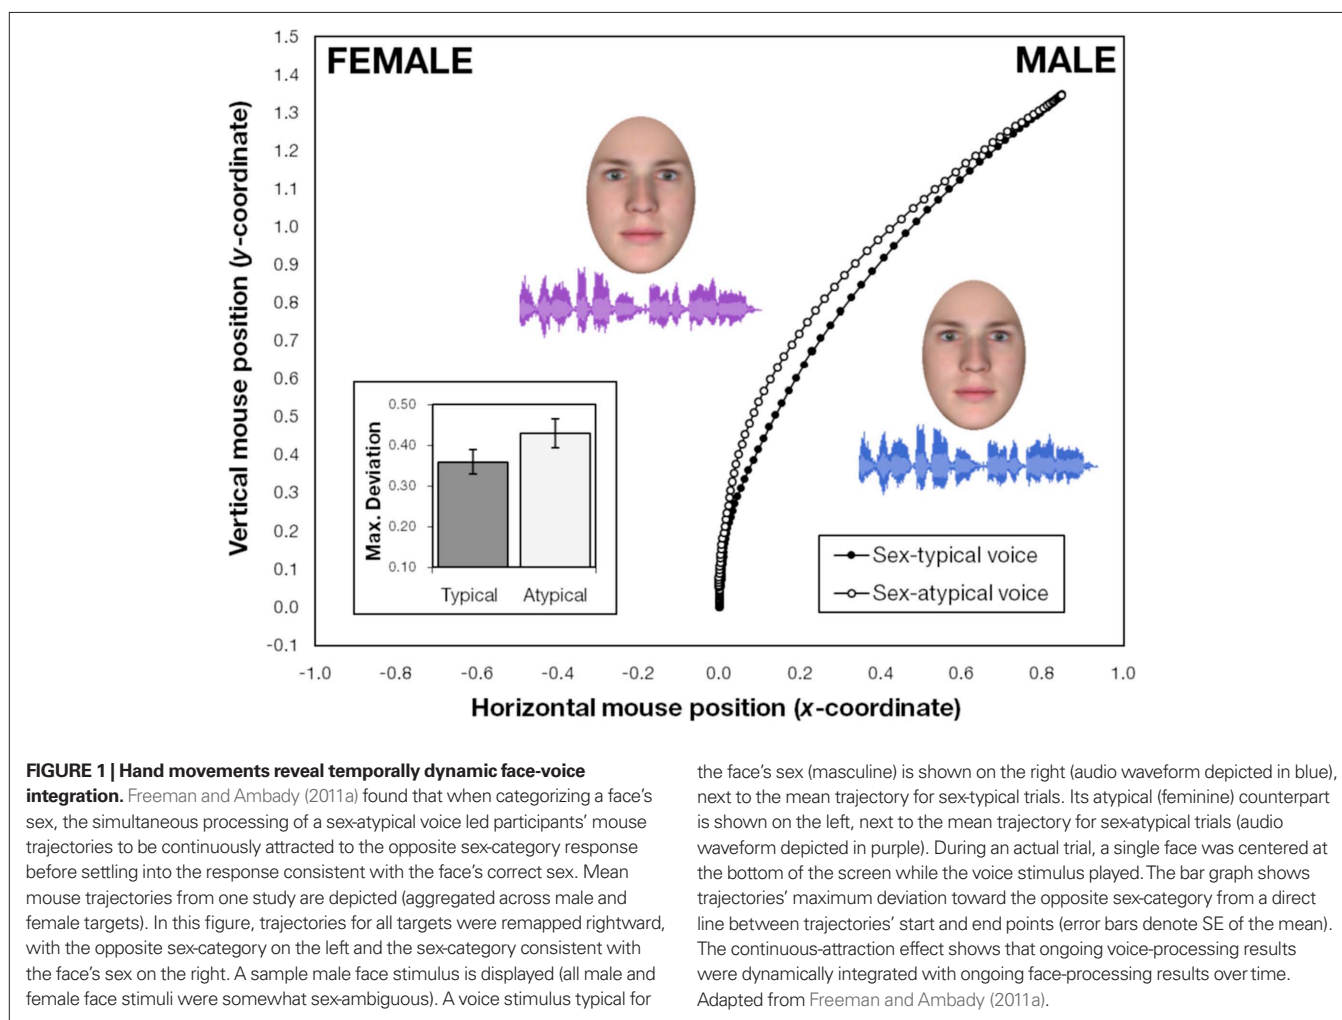 1.5
FEMALE
MALE
1.4
1.3
1.2
1.1
1.0
0.9
0.8
0.7
0.6
0.5
0.4
0.3
0.2
0.1
0.0
-0.1
Vertical mouse position (y-coordinate)
0.50
0.40
0.30
0.20
0.10
Max. Deviation
Typical
Atypical
Sex-typical voice
Sex-atypical voice
-1.0 -0.8 -0.6 -0.4 -0.2 0.0 0.2 0.4 0.6 0.8 1.0
Horizontal mouse position (x-coordinate)
FIGURE 1 | Hand movements reveal temporally dynamic face-voice
integration. Freeman and Ambady (2011a) found that when categorizing a face's
sex, the simultaneous processing of a sex-atypical voice led participants' mouse
trajectories to be continuously attracted to the opposite sex-category response
before settling into the response consistent with the face's correct sex. Mean
mouse trajectories from one study are depicted (aggregated across male and
female targets). In this figure, trajectories for all targets were remapped rightward,
with the opposite sex-category on the left and the sex-category consistent with
the face's sex on the right. A sample male face stimulus is displayed (all male and
female face stimuli were somewhat sex-ambiguous). A voice stimulus typical for
the face's sex (masculine) is shown on the right (audio waveform depicted in blue),
next to the mean trajectory for sex-typical trials. Its atypical (feminine) counterpart
is shown on the left, next to the mean trajectory for sex-atypical trials (audio
waveform depicted in purple). During an actual trial, a single face was centered at
the bottom of the screen while the voice stimulus played. The bar graph shows
trajectories' maximum deviation toward the opposite sex-category from a direct
line between trajectories' start and end points (error bars denote SE of the mean).
The continuous-attraction effect shows that ongoing voice-processing results
were dynamically integrated with ongoing face-processing results over time.
Adapted from Freeman and Ambady (2011a).